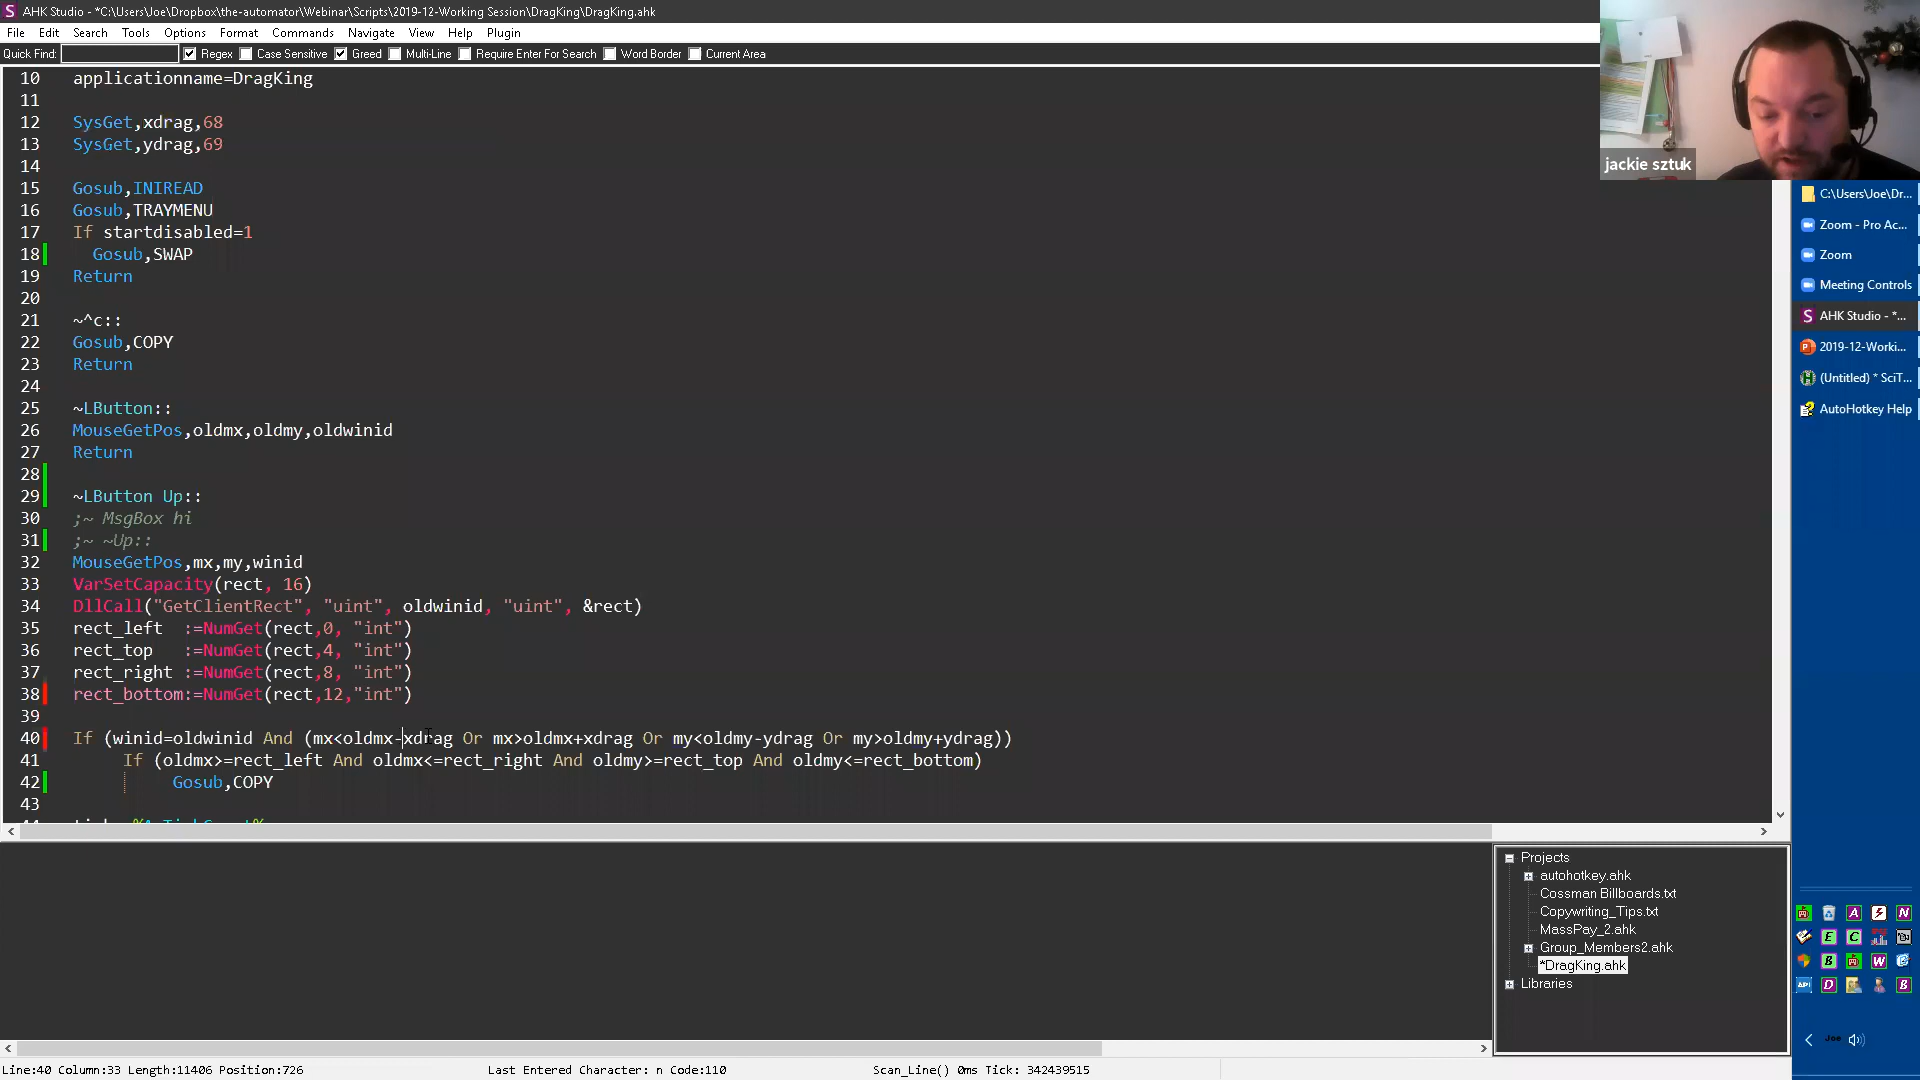 AHK Studio - *C:\Users\Joe\Dropbox\the-automator\Webinar\Scripts\2019-12-Working Session\DragKing\DragKing.ahk
File Edit Search Tools Options Format Commands Navigate View Help Plugin
Quick Find: Regex Case Sensitive Greed Multi-Line Require Enter For Search Word Border Current Area
10 applicationname=DragKing
11
12 SysGet,xdrag,68
13 SysGet,ydrag,69
14
15 Gosub,INIREAD
16 Gosub,TRAYMENU
17 If startdisabled=1
18 Gosub,SWAP
19 Return
20
21 ~^c::
22 Gosub,COPY
23 Return
24
25 ~LButton::
26 MouseGetPos,oldmx,oldmy,oldwinid
27 Return
28
29 ~LButton Up::
30 ;~ MsgBox hi
31 ;~ ~Up::
32 MouseGetPos,mx,my,winid
33 VarSetCapacity(rect, 16)
34 DllCall("GetClientRect", "uint", oldwinid, "uint", &rect)
35 rect_left :=NumGet(rect,0, "int")
36 rect_top :=NumGet(rect,4, "int")
37 rect_right :=NumGet(rect,8, "int")
38 rect_bottom:=NumGet(rect,12,"int")
39
40 If (winid=oldwinid And (mx<oldmx-xdrag Or mx>oldmx+xdrag Or my<oldmy-ydrag Or my>oldmy+ydrag))
41 If (oldmx>=rect_left And oldmx<=rect_right And oldmy>=rect_top And oldmy<=rect_bottom)
42 Gosub,COPY
43
jackie sztuk
C:\Users\Joe\Dr...
Zoom - Pro Ac...
Zoom
Meeting Controls
AHK Studio - *...
2019-12-Worki...
(Untitled) * SciT...
AutoHotkey Help
Projects
autohotkey.ahk
Cossman Billboards.txt
Copywriting_Tips.txt
MassPay_2.ahk
Group_Members2.ahk
*DragKing.ahk
Libraries
Joe
Line:40 Column:33 Length:11406 Position:726 Last Entered Character: n Code:110 Scan_Line() 0ms Tick: 342439515